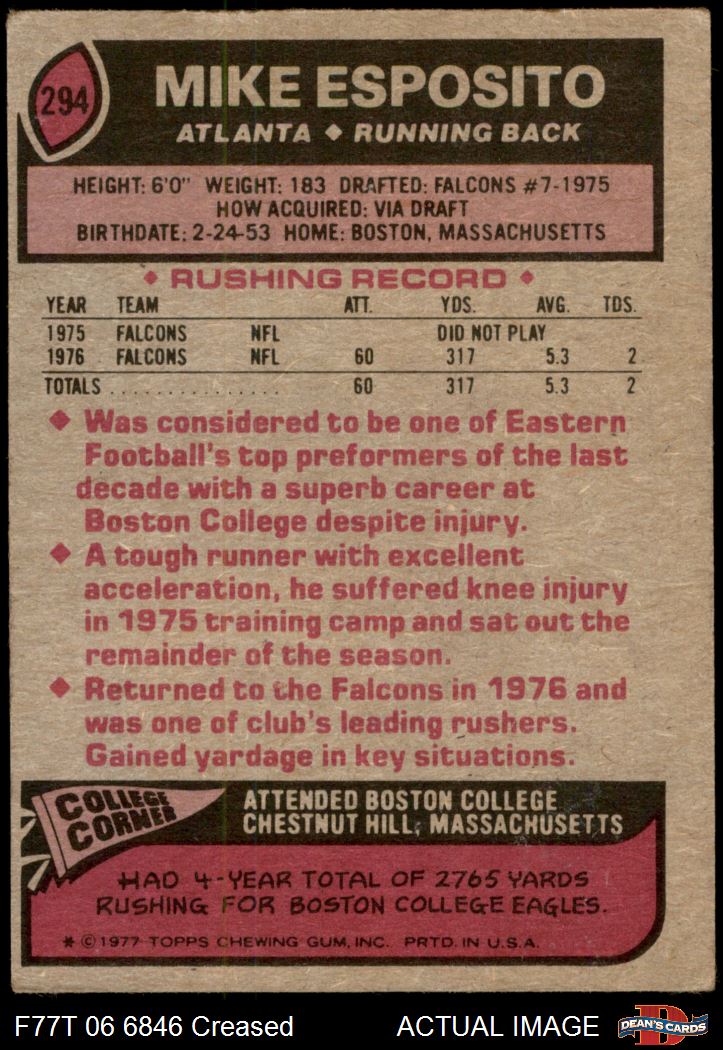 294
MIKE ESPOSITO
ATLANTA ◆ RUNNING BACK
HEIGHT: 6'0" WEIGHT: 183 DRAFTED: FALCONS #7-1975
HOW ACQUIRED: VIA DRAFT
BIRTHDATE: 2-24-53 HOME: BOSTON, MASSACHUSETTS
◆ RUSHING RECORD ◆
YEAR TEAM ATT. YDS. AVG. TDS.
1975 FALCONS NFL DID NOT PLAY
1976 FALCONS NFL 60 317 5.3 2
TOTALS . . . . . . . . . . . . . . . 60 317 5.3 2
◆ Was considered to be one of Eastern
Football's top preformers of the last
decade with a superb career at
Boston College despite injury.
◆ A tough runner with excellent
acceleration, he suffered knee injury
in 1975 training camp and sat out the
remainder of the season.
◆ Returned to the Falcons in 1976 and
was one of club's leading rushers.
Gained yardage in key situations.
COLLEGE
CORNER
ATTENDED BOSTON COLLEGE
CHESTNUT HILL, MASSACHUSETTS
HAD 4-YEAR TOTAL OF 2765 YARDS
RUSHING FOR BOSTON COLLEGE EAGLES.
* © 1977 TOPPS CHEWING GUM, INC. PRTD. IN U.S.A.
F77T 06 6846 Creased ACTUAL IMAGE
D
DEAN'S CARDS